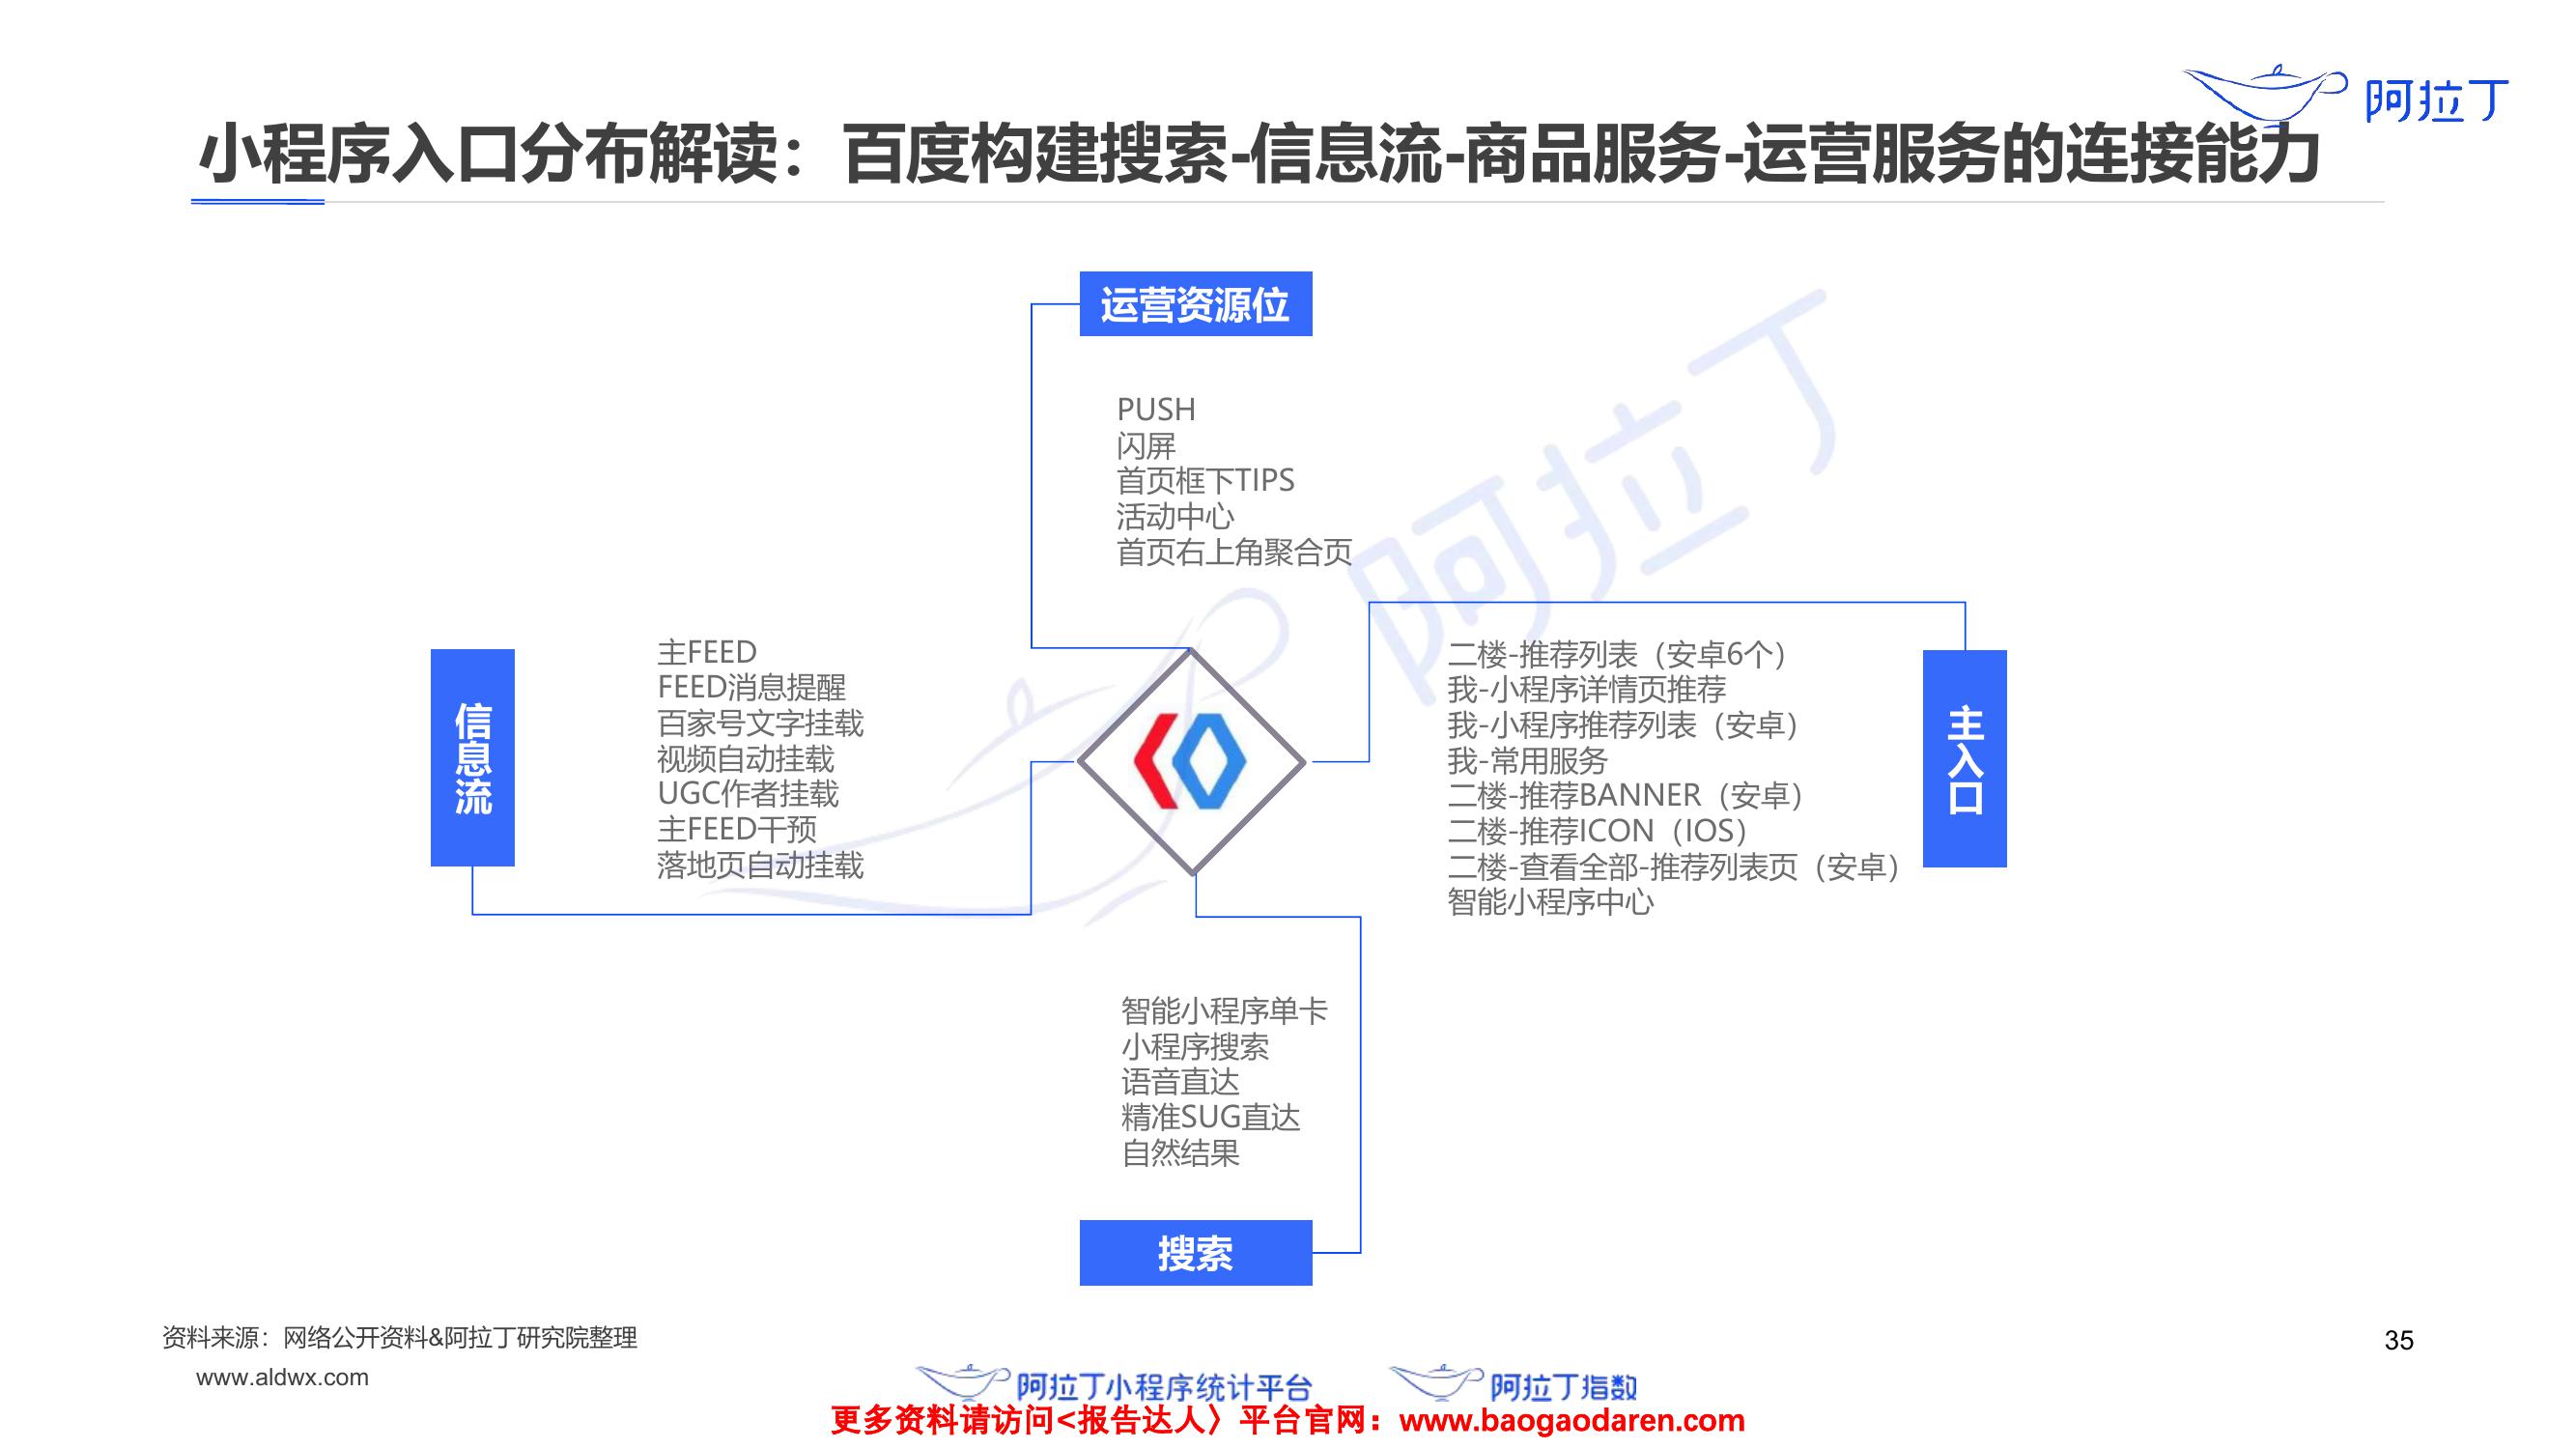 阿拉丁
小程序入口分布解读：百度构建搜索-信息流-商品服务-运营服务的连接能力
运营资源位
PUSH
闪屏
首页框下TIPS
活动中心
首页右上角聚合页
阿拉丁
信息流
主FEED
FEED消息提醒
百家号文字挂载
视频自动挂载
UGC作者挂载
主FEED干预
落地页自动挂载
二楼-推荐列表（安卓6个）
我-小程序详情页推荐
我-小程序推荐列表（安卓）
我-常用服务
二楼-推荐BANNER（安卓）
二楼-推荐ICON（IOS）
二楼-查看全部-推荐列表页（安卓）
智能小程序中心
主入口
智能小程序单卡
小程序搜索
语音直达
精准SUG直达
自然结果
搜索
资料来源：网络公开资料&阿拉丁研究院整理
35
www.aldwx.com
阿拉丁小程序统计平台
阿拉丁指数
更多资料请访问<报告达人〉平台官网：www.baogaodaren.com